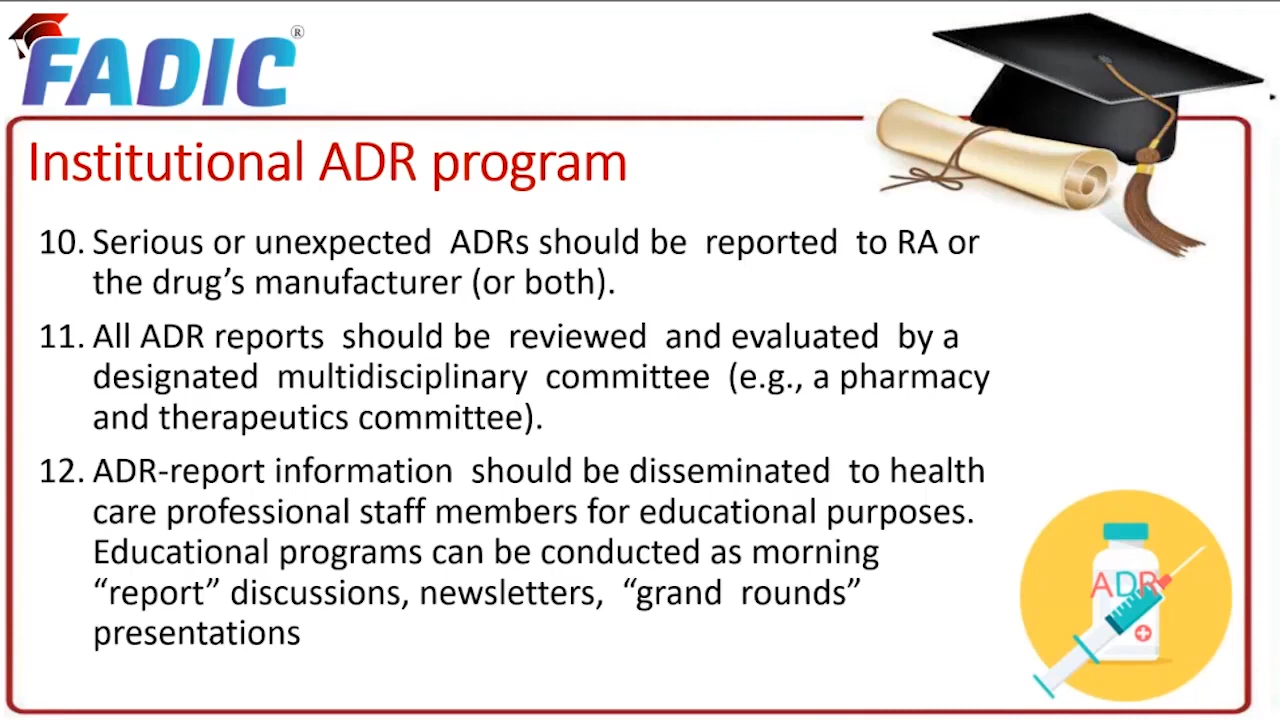 FADIC®
Institutional ADR program
10. Serious or unexpected ADRs should be reported to RA or
the drug’s manufacturer (or both).
11. All ADR reports should be reviewed and evaluated by a
designated multidisciplinary committee (e.g., a pharmacy
and therapeutics committee).
12. ADR-report information should be disseminated to health
care professional staff members for educational purposes.
Educational programs can be conducted as morning
“report” discussions, newsletters, “grand rounds”
presentations
ADR